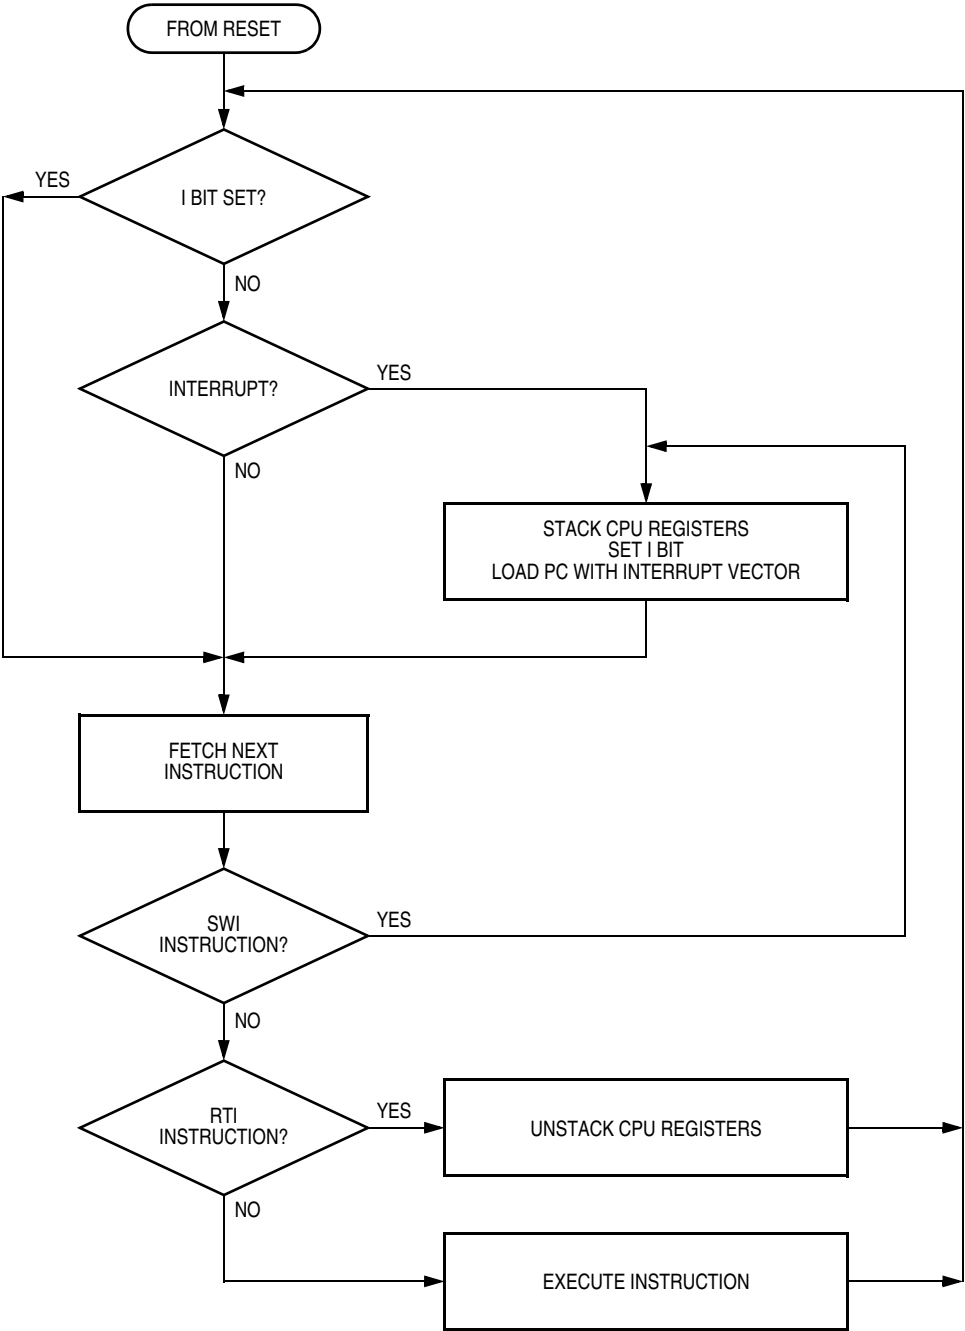 FROM RESET
YES
I BIT SET?
NO
INTERRUPT?
YES
NO
STACK CPU REGISTERS
SET I BIT
LOAD PC WITH INTERRUPT VECTOR
FETCH NEXT
INSTRUCTION
SWI
INSTRUCTION?
YES
NO
RTI
INSTRUCTION?
YES
UNSTACK CPU REGISTERS
NO
EXECUTE INSTRUCTION